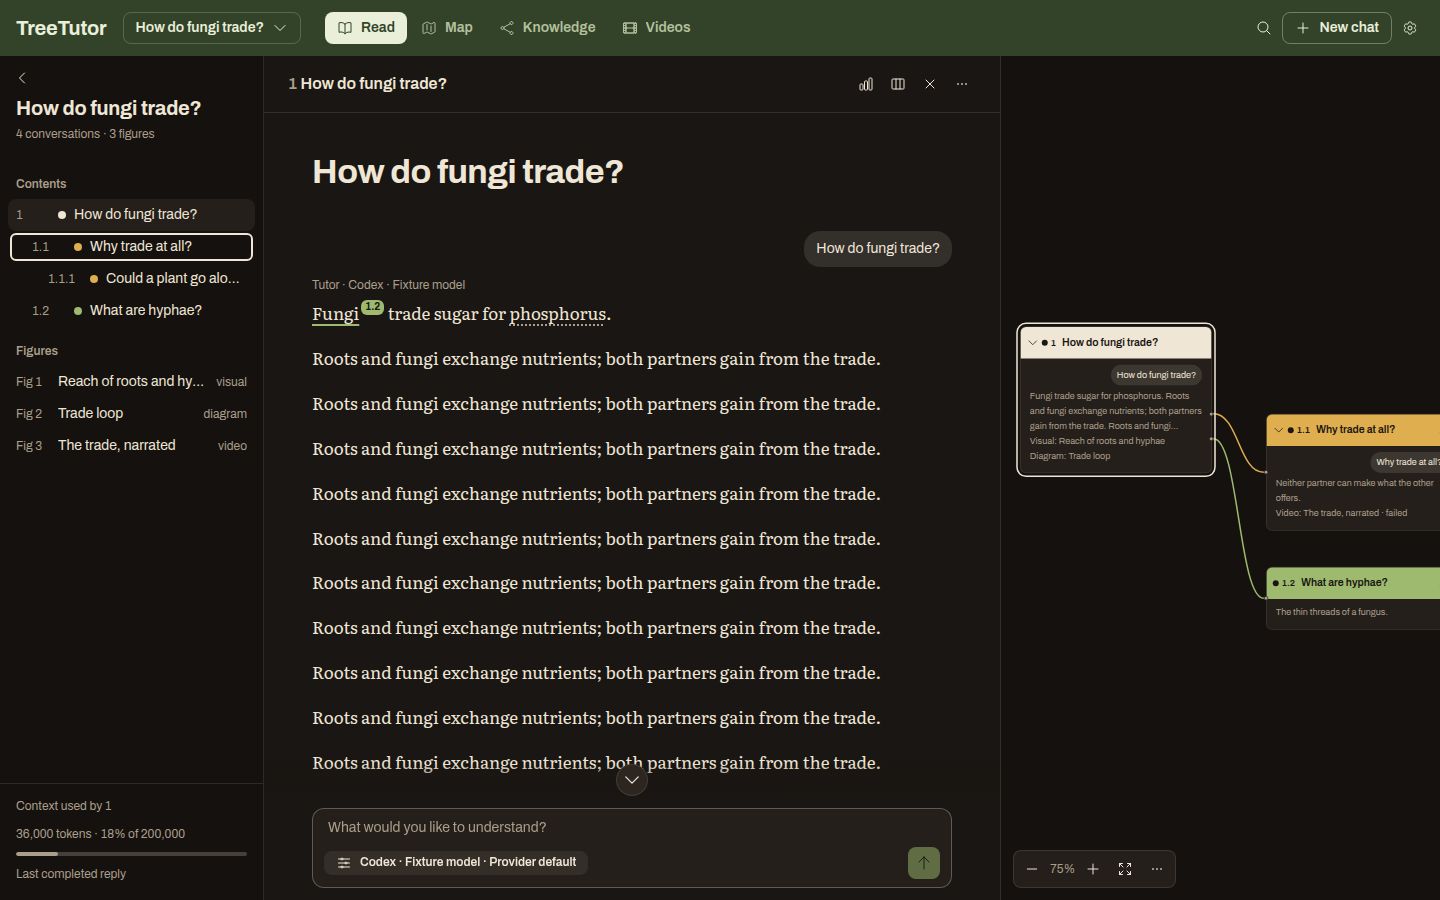 TreeTutor
How do fungi trade?
Read
Map
Knowledge
Videos
New chat
How do fungi trade?
4 conversations · 3 figures
Contents
1 How do fungi trade?
1.1 Why trade at all?
1.1.1 Could a plant go alo...
1.2 What are hyphae?
Figures
Fig 1 Reach of roots and hy... visual
Fig 2 Trade loop diagram
Fig 3 The trade, narrated video
Context used by 1
36,000 tokens · 18% of 200,000
Last completed reply
1 How do fungi trade?
How do fungi trade?
How do fungi trade?
Tutor · Codex · Fixture model
Fungi 1.2 trade sugar for phosphorus.
Roots and fungi exchange nutrients; both partners gain from the trade.
Roots and fungi exchange nutrients; both partners gain from the trade.
Roots and fungi exchange nutrients; both partners gain from the trade.
Roots and fungi exchange nutrients; both partners gain from the trade.
Roots and fungi exchange nutrients; both partners gain from the trade.
Roots and fungi exchange nutrients; both partners gain from the trade.
Roots and fungi exchange nutrients; both partners gain from the trade.
Roots and fungi exchange nutrients; both partners gain from the trade.
Roots and fungi exchange nutrients; both partners gain from the trade.
Roots and fungi exchange nutrients; both partners gain from the trade.
What would you like to understand?
Codex · Fixture model · Provider default
1 How do fungi trade?
How do fungi trade?
Fungi trade sugar for phosphorus. Roots
and fungi exchange nutrients; both partners
gain from the trade. Roots and fungi...
Visual: Reach of roots and hyphae
Diagram: Trade loop
1.1 Why trade at all?
Why trade at all?
Neither partner can make what the other
offers.
Video: The trade, narrated · failed
1.2 What are hyphae?
The thin threads of a fungus.
75%